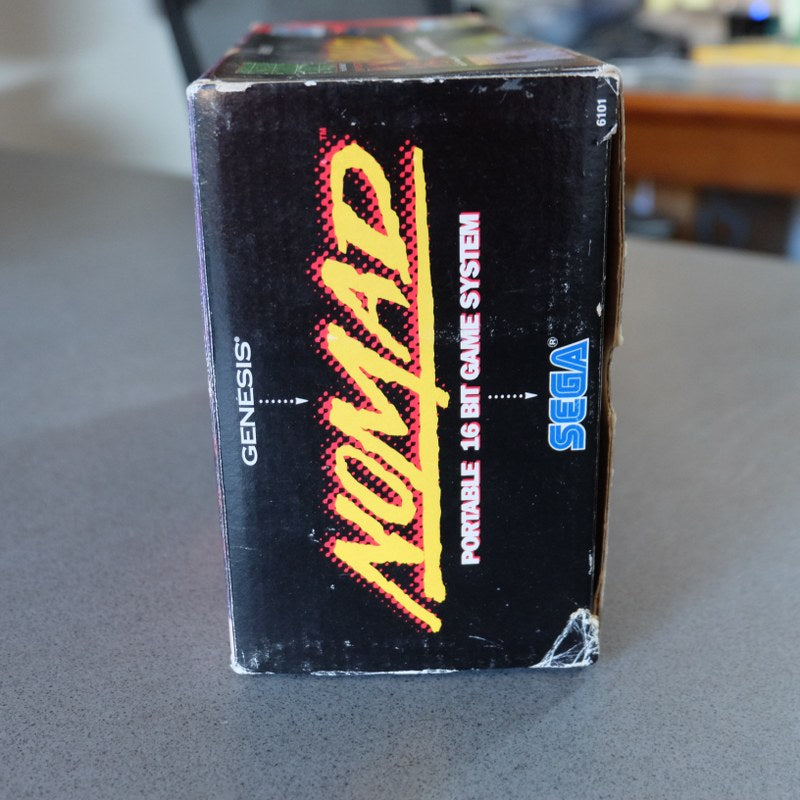 GENESIS®
NOMAD™
PORTABLE 16 BIT GAME SYSTEM
SEGA®
6101